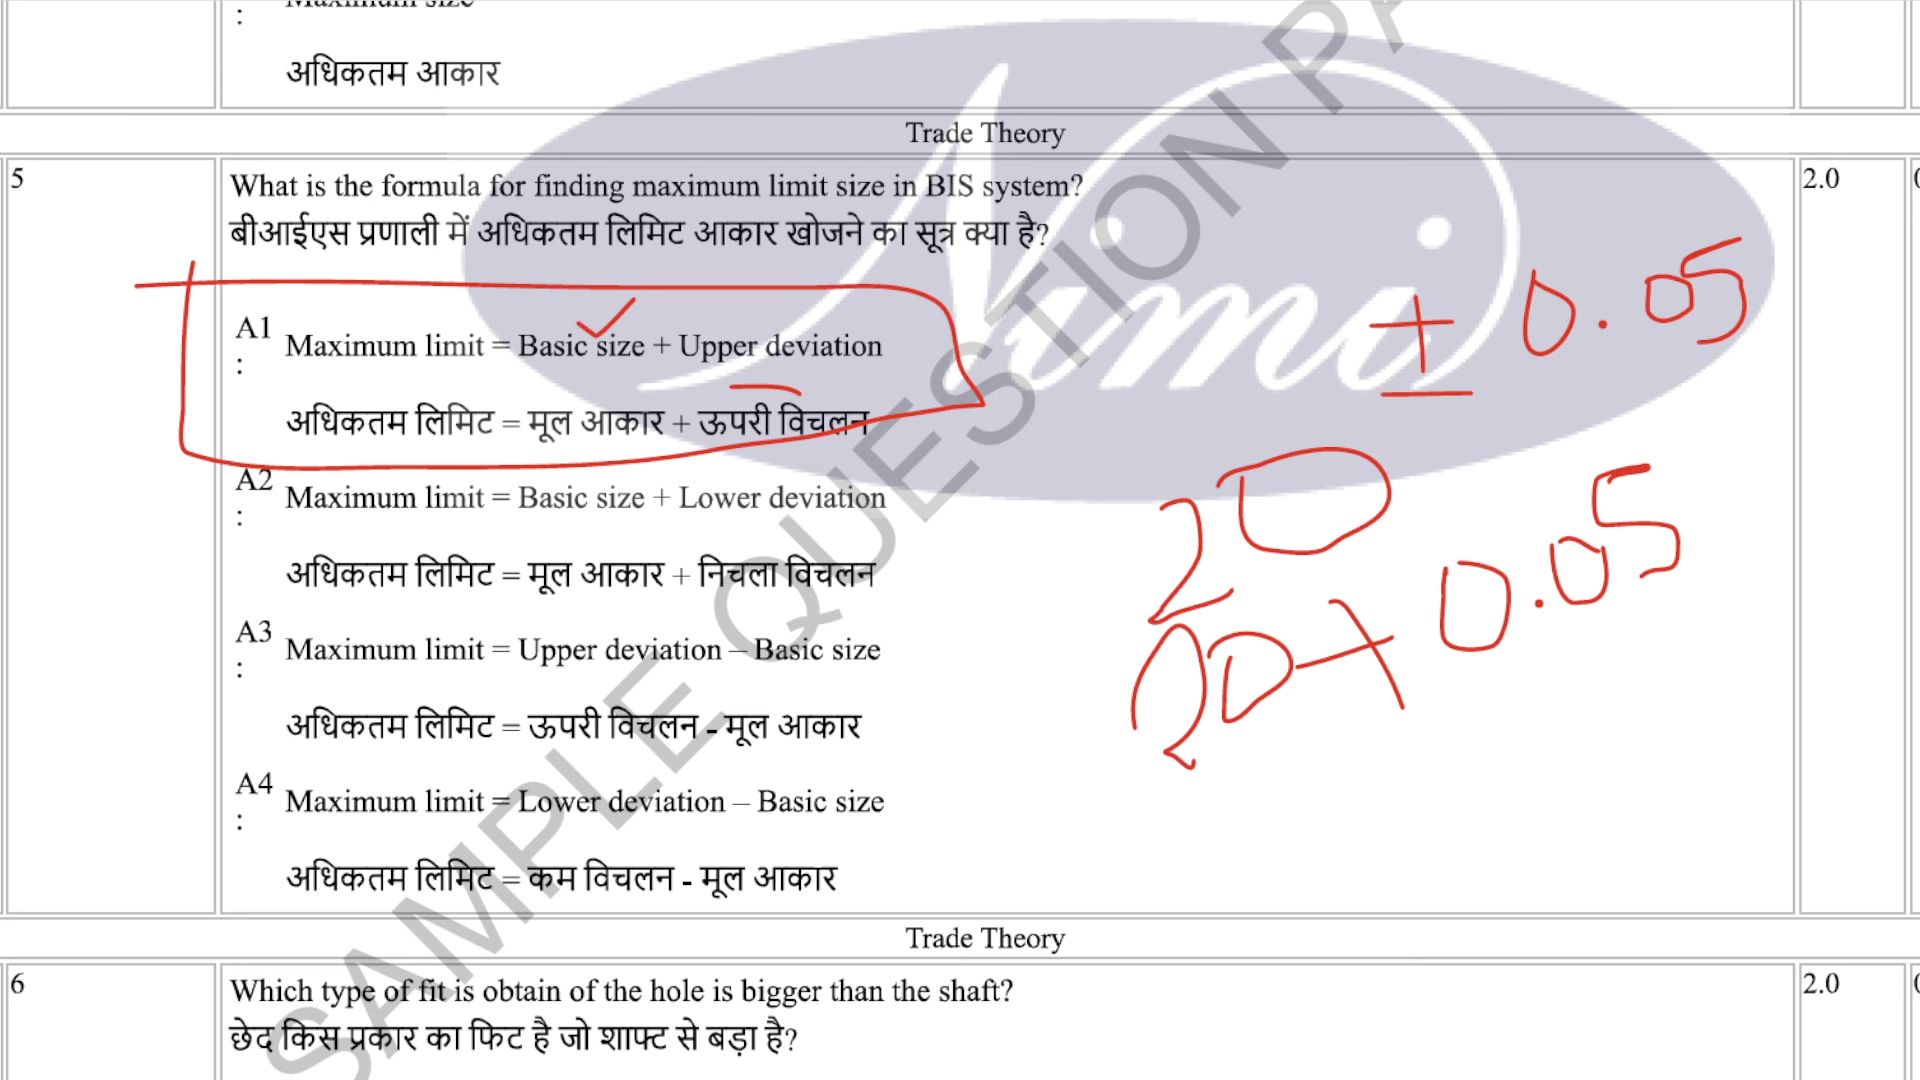 Maximum size
:
अधिकतम आकार
Trade Theory
5
What is the formula for finding maximum limit size in BIS system?
2.0
बीआईएस प्रणाली में अधिकतम लिमिट आकार खोजने का सूत्र क्या है?
± 0.05
A1
:
Maximum limit = Basic size + Upper deviation
अधिकतम लिमिट = मूल आकार + ऊपरी विचलन
20
A2
:
Maximum limit = Basic size + Lower deviation
अधिकतम लिमिट = मूल आकार + निचला विचलन
20+0.05
A3
:
Maximum limit = Upper deviation – Basic size
अधिकतम लिमिट = ऊपरी विचलन - मूल आकार
A4
:
Maximum limit = Lower deviation – Basic size
अधिकतम लिमिट = कम विचलन - मूल आकार
Trade Theory
6
Which type of fit is obtain of the hole is bigger than the shaft?
2.0
छेद किस प्रकार का फिट है जो शाफ्ट से बड़ा है?
Nimi
SAMPLE QUESTION PA